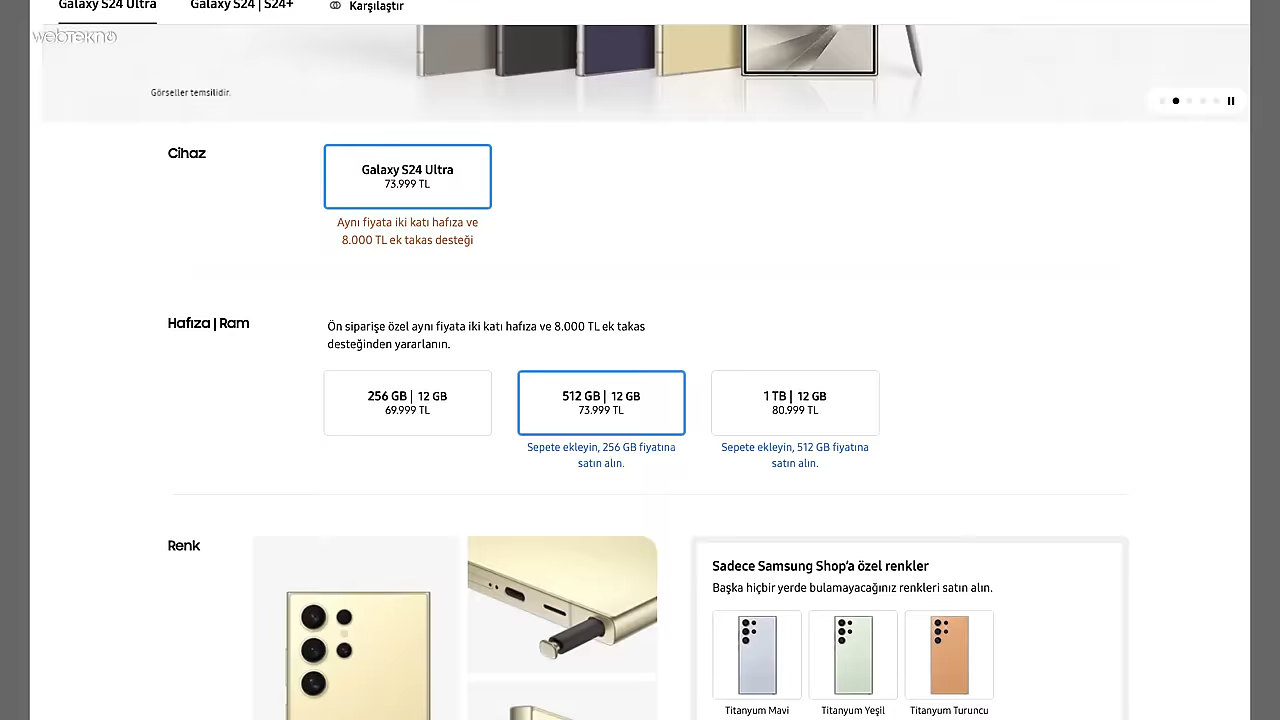 Galaxy S24 Ultra
Galaxy S24 | S24+
Karşılaştır
webtekno
Görseller temsilidir.
Cihaz
Galaxy S24 Ultra
73.999 TL
Aynı fiyata iki katı hafıza ve
8.000 TL ek takas desteği
Hafıza | Ram
Ön siparişe özel aynı fiyata iki katı hafıza ve 8.000 TL ek takas
desteğinden yararlanın.
256 GB | 12 GB
69.999 TL
512 GB | 12 GB
73.999 TL
Sepete ekleyin, 256 GB fiyatına
satın alın.
1 TB | 12 GB
80.999 TL
Sepete ekleyin, 512 GB fiyatına
satın alın.
Renk
Sadece Samsung Shop'a özel renkler
Başka hiçbir yerde bulamayacağınız renkleri satın alın.
Titanyum Mavi
Titanyum Yeşil
Titanyum Turuncu